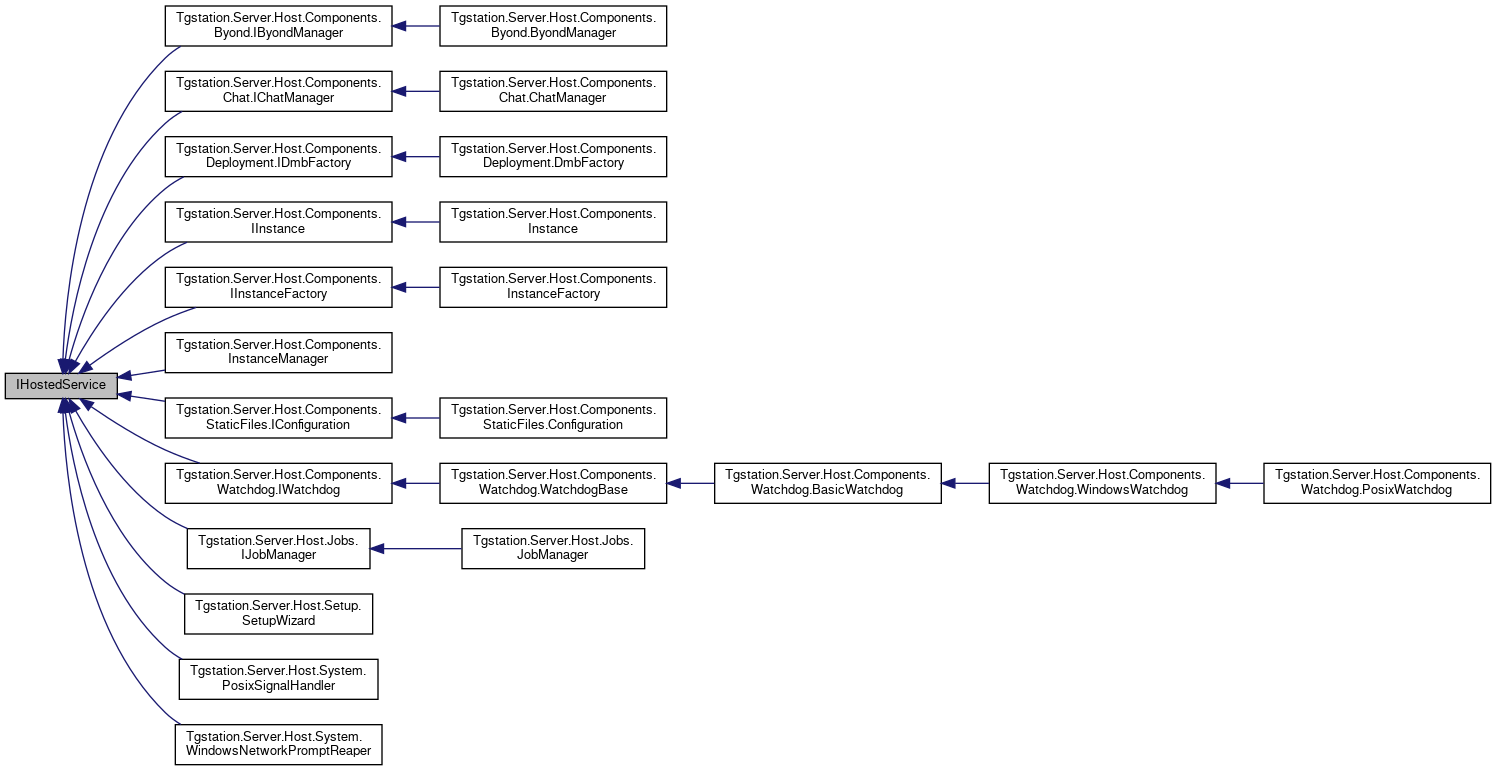 Tgstation.Server.Host.Components.
Byond.IByondManager
Tgstation.Server.Host.Components.
Byond.ByondManager
Tgstation.Server.Host.Components.
Chat.IChatManager
Tgstation.Server.Host.Components.
Chat.ChatManager
Tgstation.Server.Host.Components.
Deployment.IDmbFactory
Tgstation.Server.Host.Components.
Deployment.DmbFactory
Tgstation.Server.Host.Components.
IInstance
Tgstation.Server.Host.Components.
Instance
Tgstation.Server.Host.Components.
IInstanceFactory
Tgstation.Server.Host.Components.
InstanceFactory
Tgstation.Server.Host.Components.
InstanceManager
IHostedService
Tgstation.Server.Host.Components.
StaticFiles.IConfiguration
Tgstation.Server.Host.Components.
StaticFiles.Configuration
Tgstation.Server.Host.Components.
Watchdog.IWatchdog
Tgstation.Server.Host.Components.
Watchdog.WatchdogBase
Tgstation.Server.Host.Components.
Watchdog.BasicWatchdog
Tgstation.Server.Host.Components.
Watchdog.WindowsWatchdog
Tgstation.Server.Host.Components.
Watchdog.PosixWatchdog
Tgstation.Server.Host.Jobs.
IJobManager
Tgstation.Server.Host.Jobs.
JobManager
Tgstation.Server.Host.Setup.
SetupWizard
Tgstation.Server.Host.System.
PosixSignalHandler
Tgstation.Server.Host.System.
WindowsNetworkPromptReaper